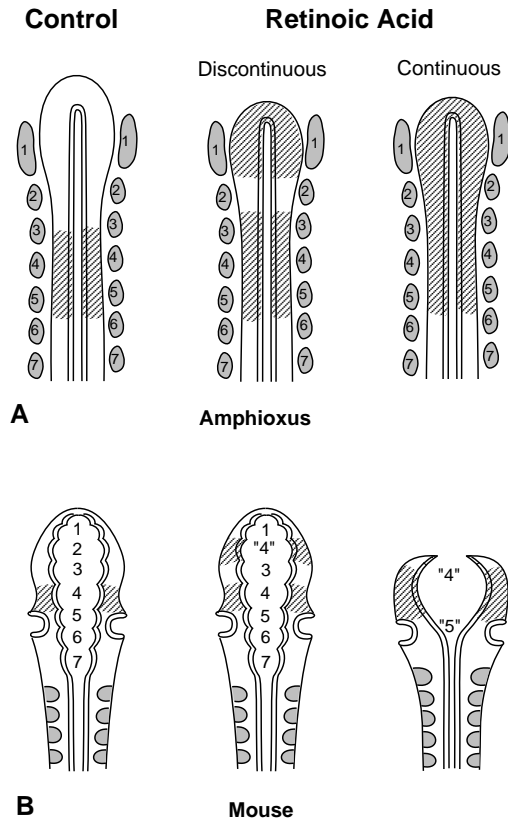 Control Retinoic Acid
Discontinuous Continuous
1 1 1 1 1 1
2 2 2 2 2 2
3 3 3 3 3 3
4 4 4 4 4 4
5 5 5 5 5 5
6 6 6 6 6 6
7 7 7 7 7 7
A Amphioxus
1 1
2 "4"
3 3
4 4 "4"
5 5 "5"
6 6
7 7
B Mouse